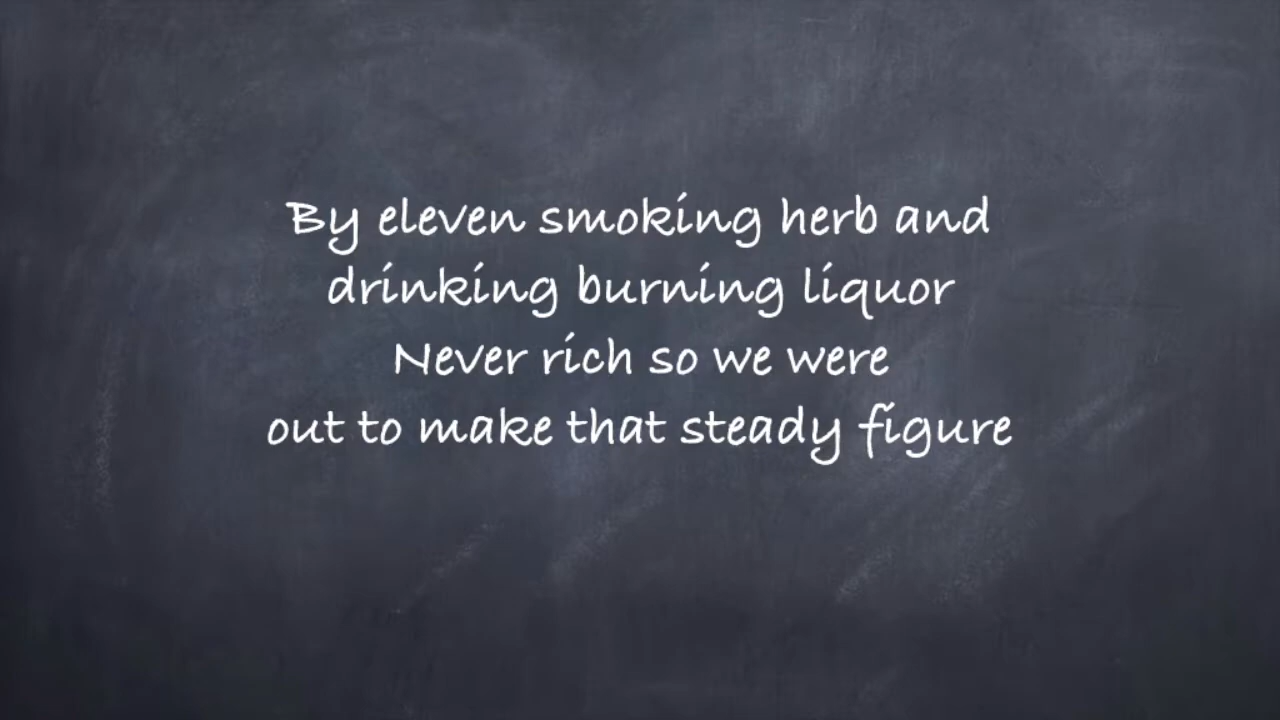 By eleven smoking herb and
drinking burning liquor
Never rich so we were
out to make that steady figure